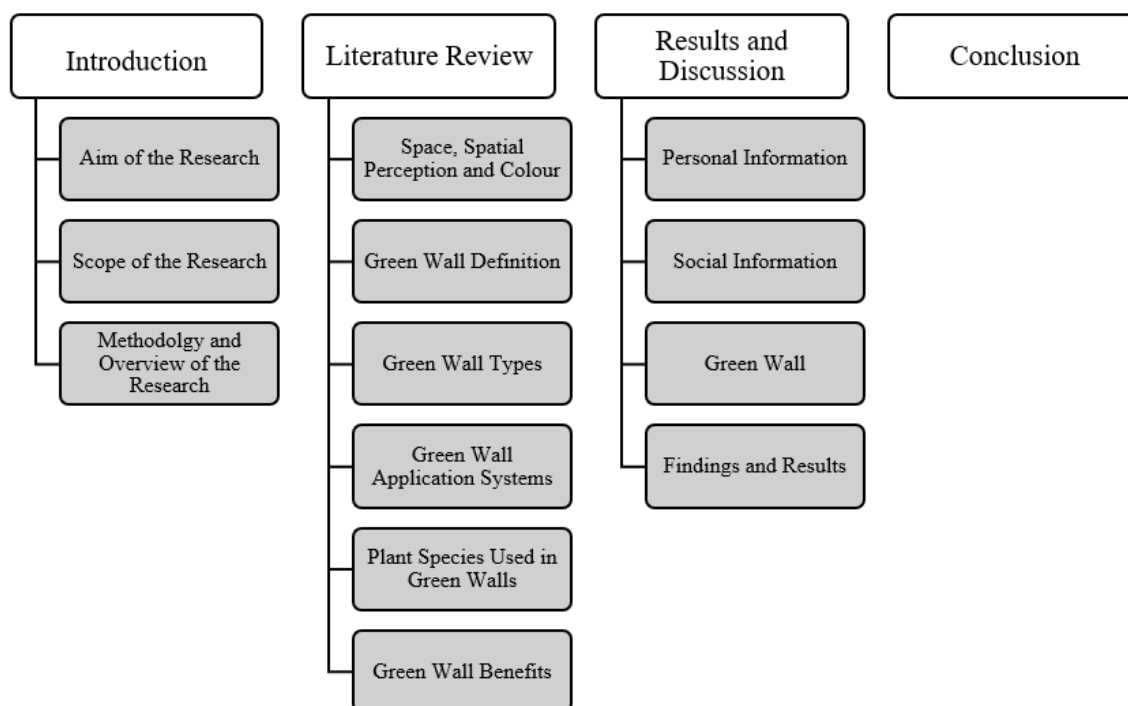 Introduction
Aim of the Research
Scope of the Research
Methodolgy and
Overview of the
Research
Literature Review
Space, Spatial
Perception and Colour
Green Wall Definition
Green Wall Types
Green Wall
Application Systems
Plant Species Used in
Green Walls
Green Wall Benefits
Results and
Discussion
Personal Information
Social Information
Green Wall
Findings and Results
Conclusion